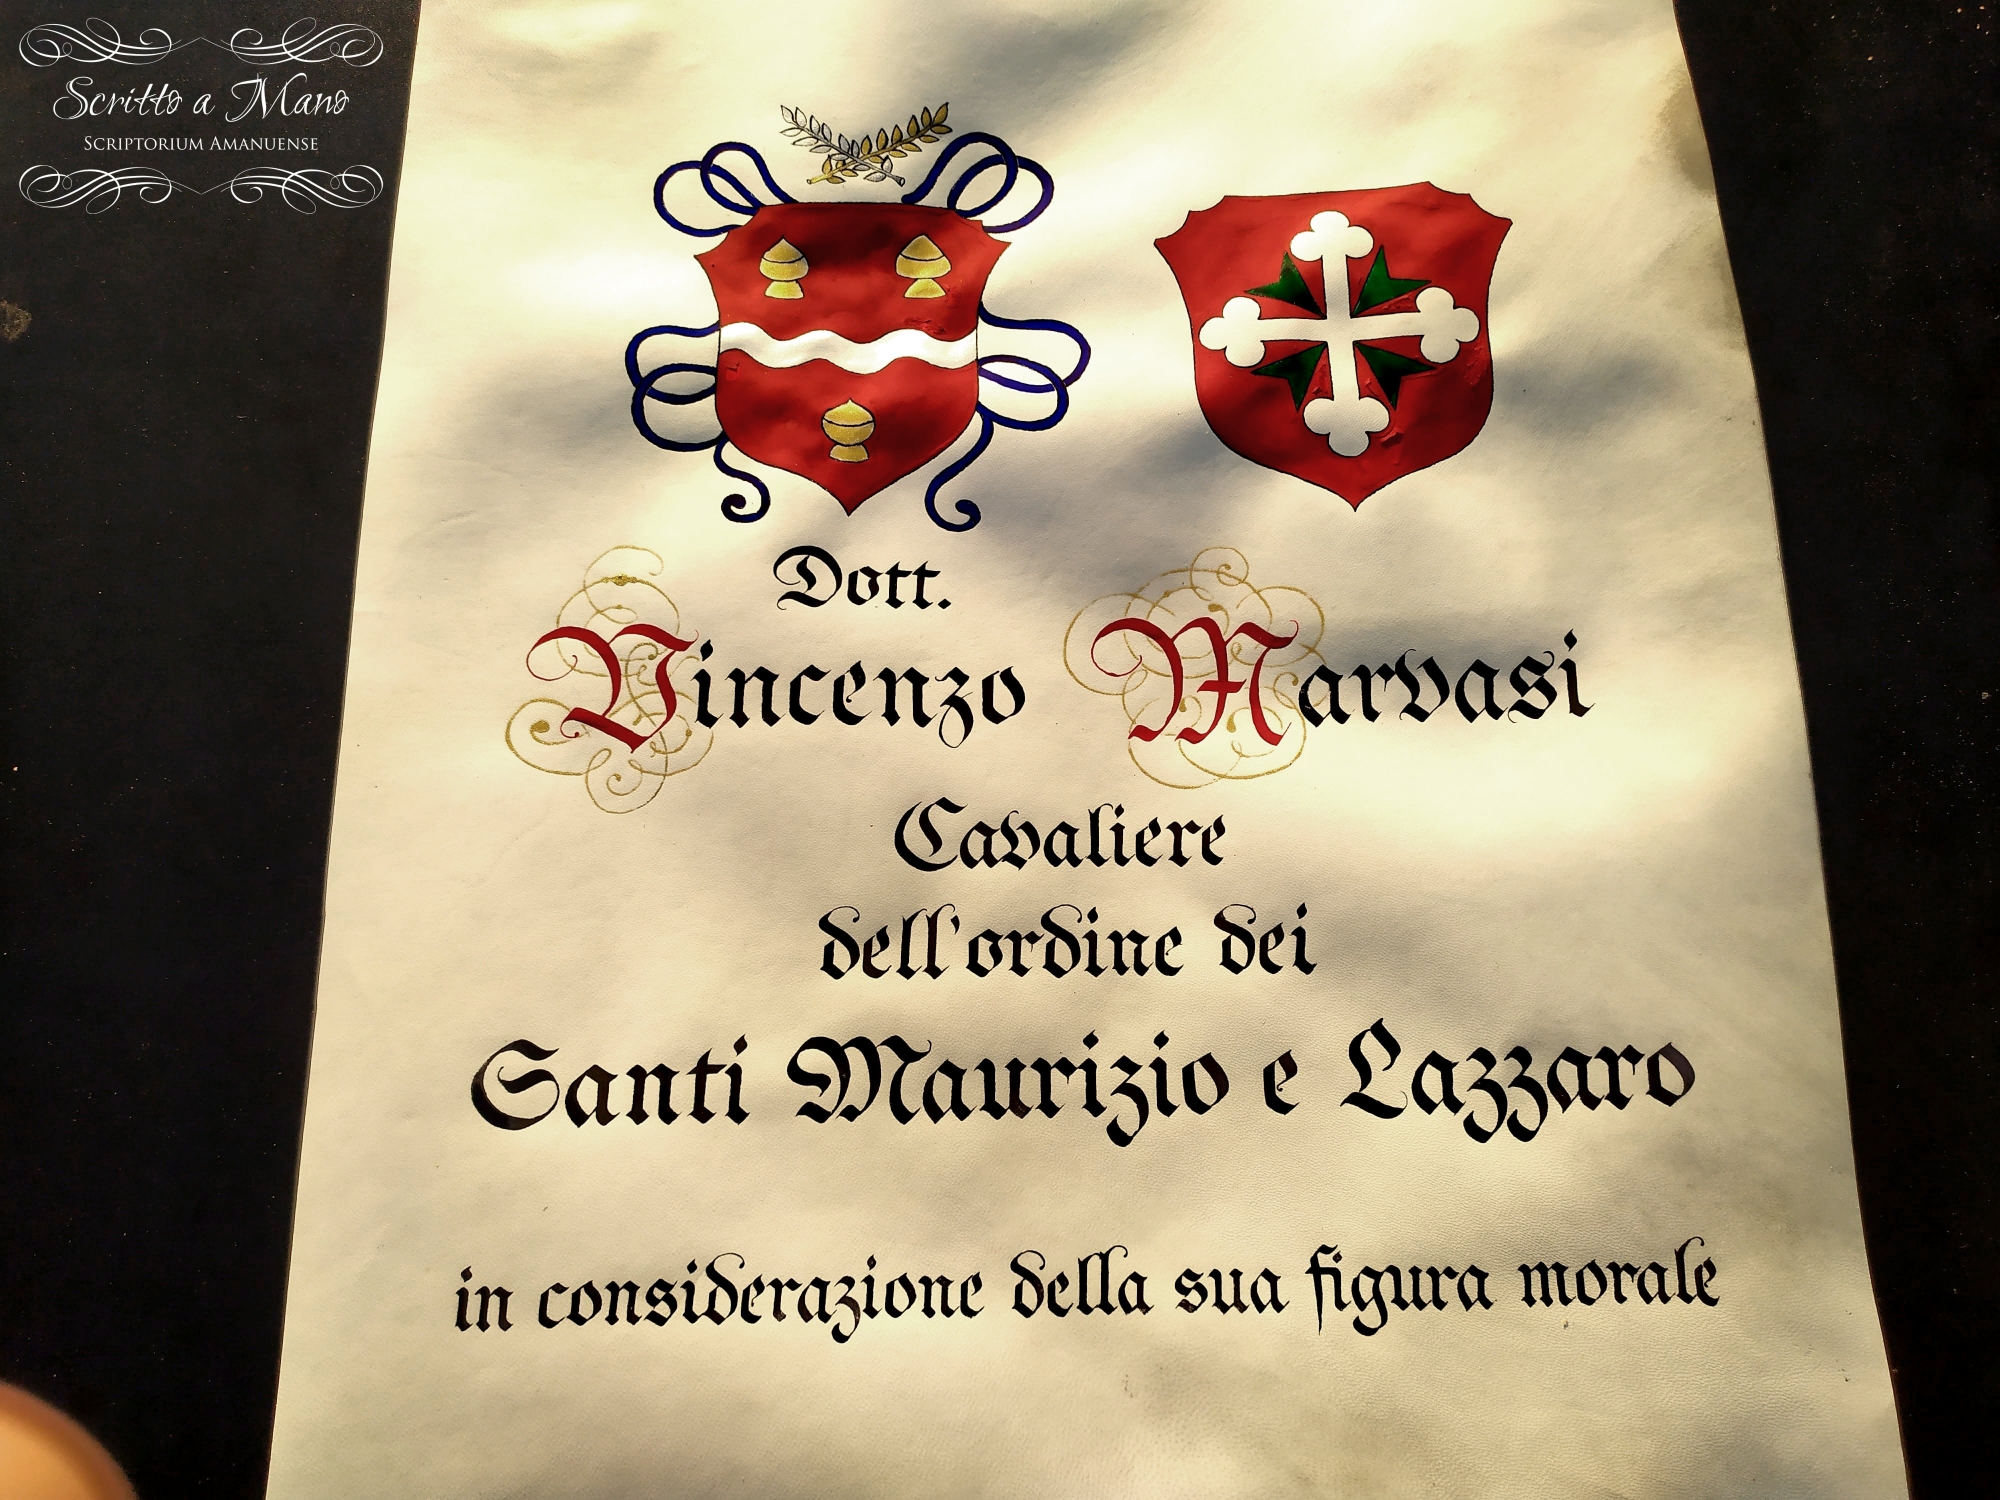 Scritto a Mano
Scriptorium Amanuense
Dott.
Vincenzo Marvasi
Cavaliere
dell'ordine dei
Santi Maurizio e Lazzaro
in considerazione della sua figura morale